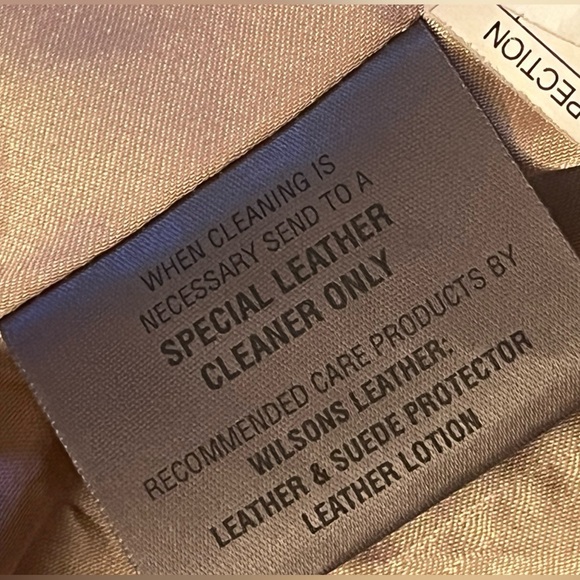 PECTION
WHEN CLEANING IS
NECESSARY SEND TO A
SPECIAL LEATHER
CLEANER ONLY
RECOMMENDED CARE PRODUCTS BY
WILSONS LEATHER:
LEATHER & SUEDE PROTECTOR
LEATHER LOTION